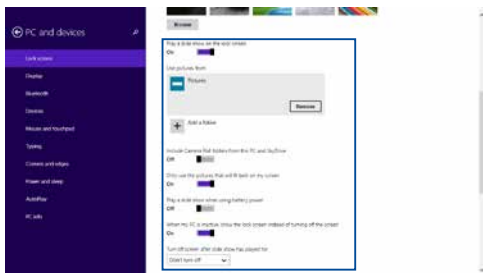 PC and devices
Lock screen
Display
Bluetooth
Devices
Mouse and touchpad
Typing
Corners and edges
Power and sleep
AutoPlay
PC info
Browse
Play a slide show on the lock screen
On
Use pictures from
Pictures
Remove
Add a folder
Include Camera Roll folders from this PC and SkyDrive
Off
Only use the pictures that will fit best on my screen
On
Play a slide show when using battery power
Off
When my PC is inactive show the lock screen instead of turning off the screen
On
Turn off screen after slide show has played for
Don't turn off